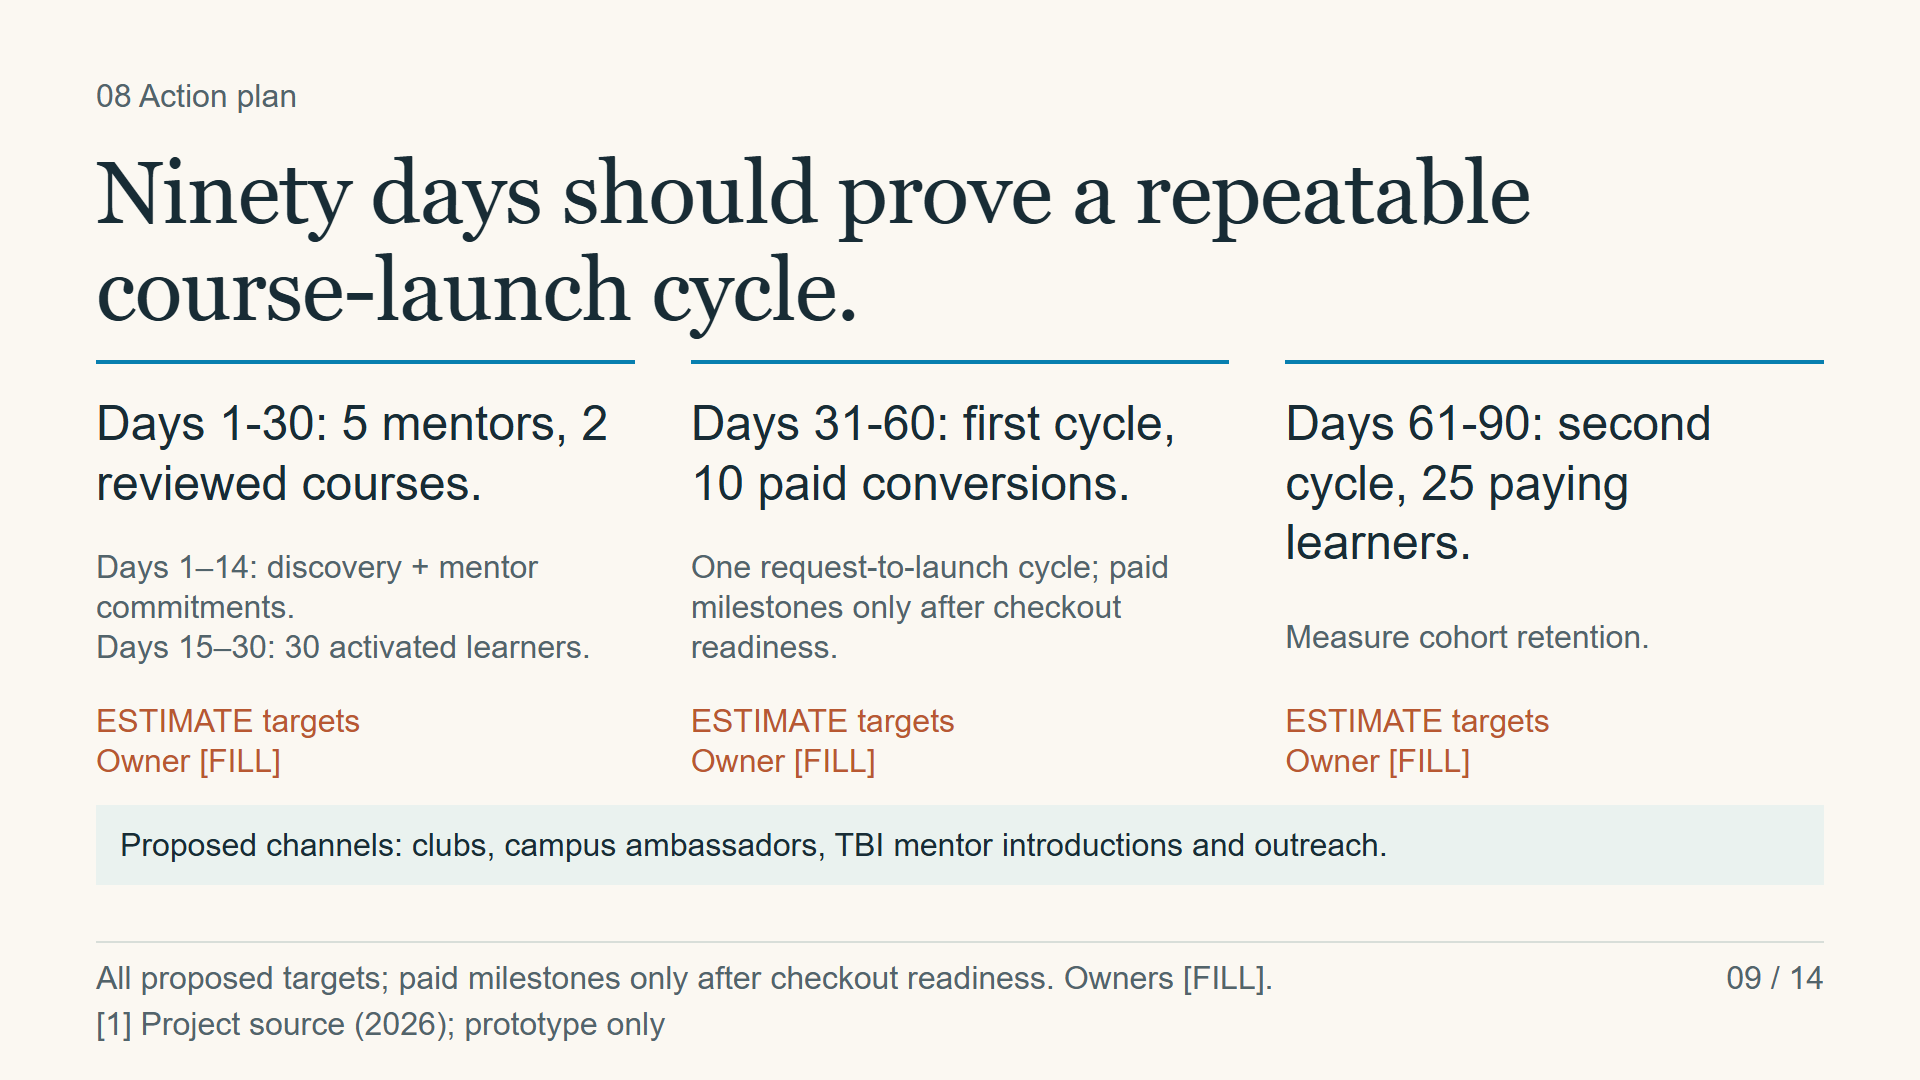 08 Action plan
Ninety days should prove a repeatable
course-launch cycle.
Days 1-30: 5 mentors, 2
reviewed courses.
Days 1–14: discovery + mentor
commitments.
Days 15–30: 30 activated learners.
ESTIMATE targets
Owner [FILL]
Days 31-60: first cycle,
10 paid conversions.
One request-to-launch cycle; paid
milestones only after checkout
readiness.
ESTIMATE targets
Owner [FILL]
Days 61-90: second
cycle, 25 paying
learners.
Measure cohort retention.
ESTIMATE targets
Owner [FILL]
Proposed channels: clubs, campus ambassadors, TBI mentor introductions and outreach.
All proposed targets; paid milestones only after checkout readiness. Owners [FILL].
09 / 14
[1] Project source (2026); prototype only